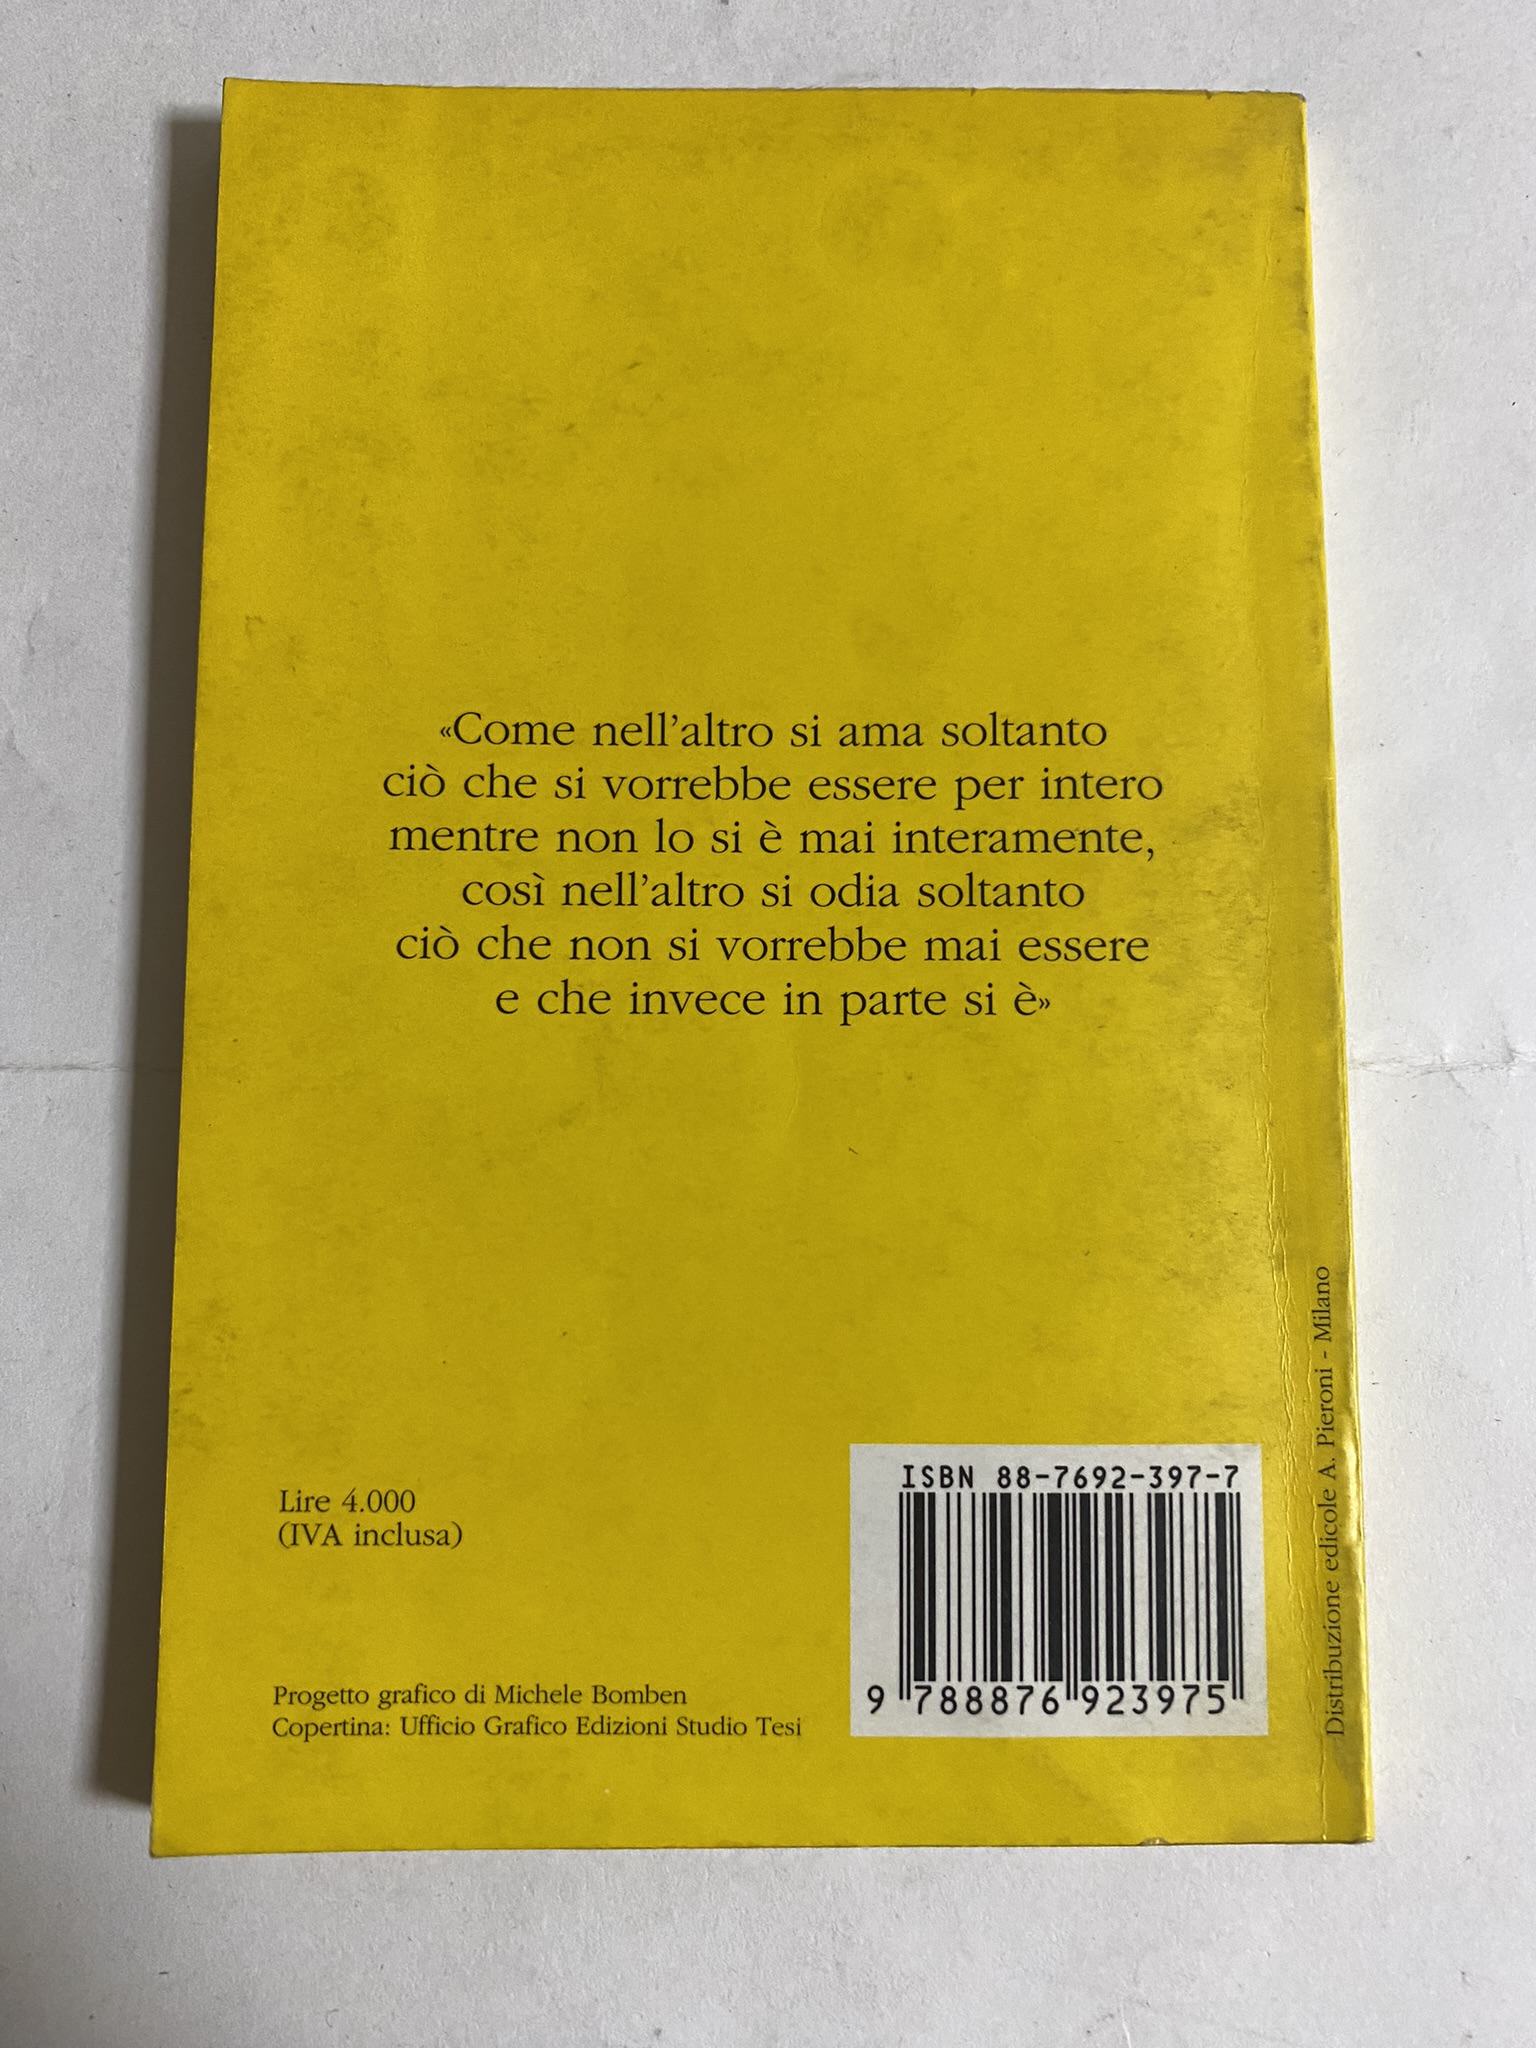 «Come nell'altro si ama soltanto
ciò che si vorrebbe essere per intero
mentre non lo si è mai interamente,
così nell'altro si odia soltanto
ciò che non si vorrebbe mai essere
e che invece in parte si è»
Lire 4.000
(IVA inclusa)
Progetto grafico di Michele Bomben
Copertina: Ufficio Grafico Edizioni Studio Tesi
ISBN 88-7692-397-7
9 788876 923975
Distribuzione edicole A. Pieroni - Milano